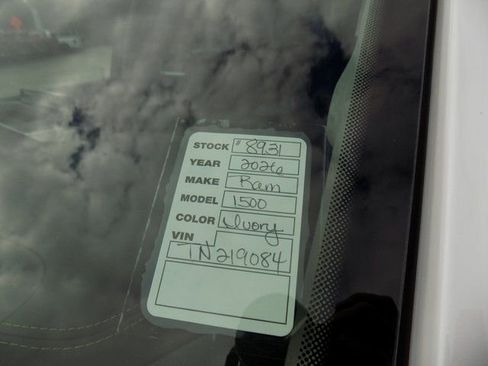 STOCK #8931
YEAR 2026
MAKE Ram
MODEL 1500
COLOR Ivory
VIN
TN219084